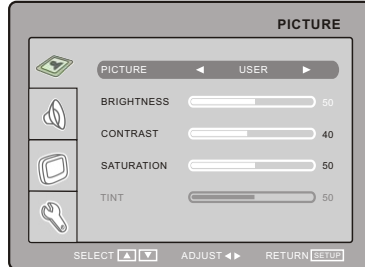 PICTURE
PICTURE ◀ USER ▶
BRIGHTNESS 50
CONTRAST 40
SATURATION 50
TINT 50
SELECT ▲ ▼ ADJUST ◀ ▶ RETURN SETUP